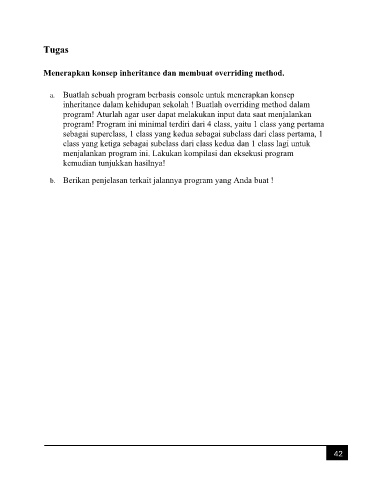 Tugas
Menerapkan konsep inheritance dan membuat overriding method.
a. Buatlah sebuah program berbasis console untuk menerapkan konsep
inheritance dalam kehidupan sekolah ! Buatlah overriding method dalam
program! Aturlah agar user dapat melakukan input data saat menjalankan
program! Program ini minimal terdiri dari 4 class, yaitu 1 class yang pertama
sebagai superclass, 1 class yang kedua sebagai subclass dari class pertama, 1
class yang ketiga sebagai subclass dari class kedua dan 1 class lagi untuk
menjalankan program ini. Lakukan kompilasi dan eksekusi program
kemudian tunjukkan hasilnya!
b. Berikan penjelasan terkait jalannya program yang Anda buat !
42